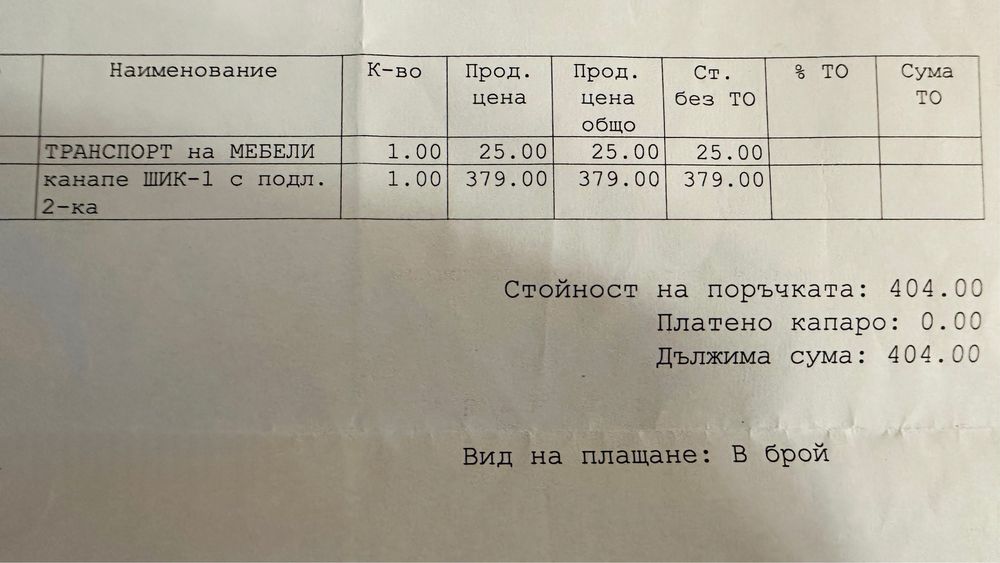 Наименование К-во Прод. цена Прод. цена общо Ст. без ТО % ТО Сума ТО
ТРАНСПОРТ на МЕБЕЛИ 1.00 25.00 25.00 25.00
канапе ШИК-1 с подл. 1.00 379.00 379.00 379.00
2-ка
Стойност на поръчката: 404.00
Платено капаро: 0.00
Дължима сума: 404.00
Вид на плащане: В брой